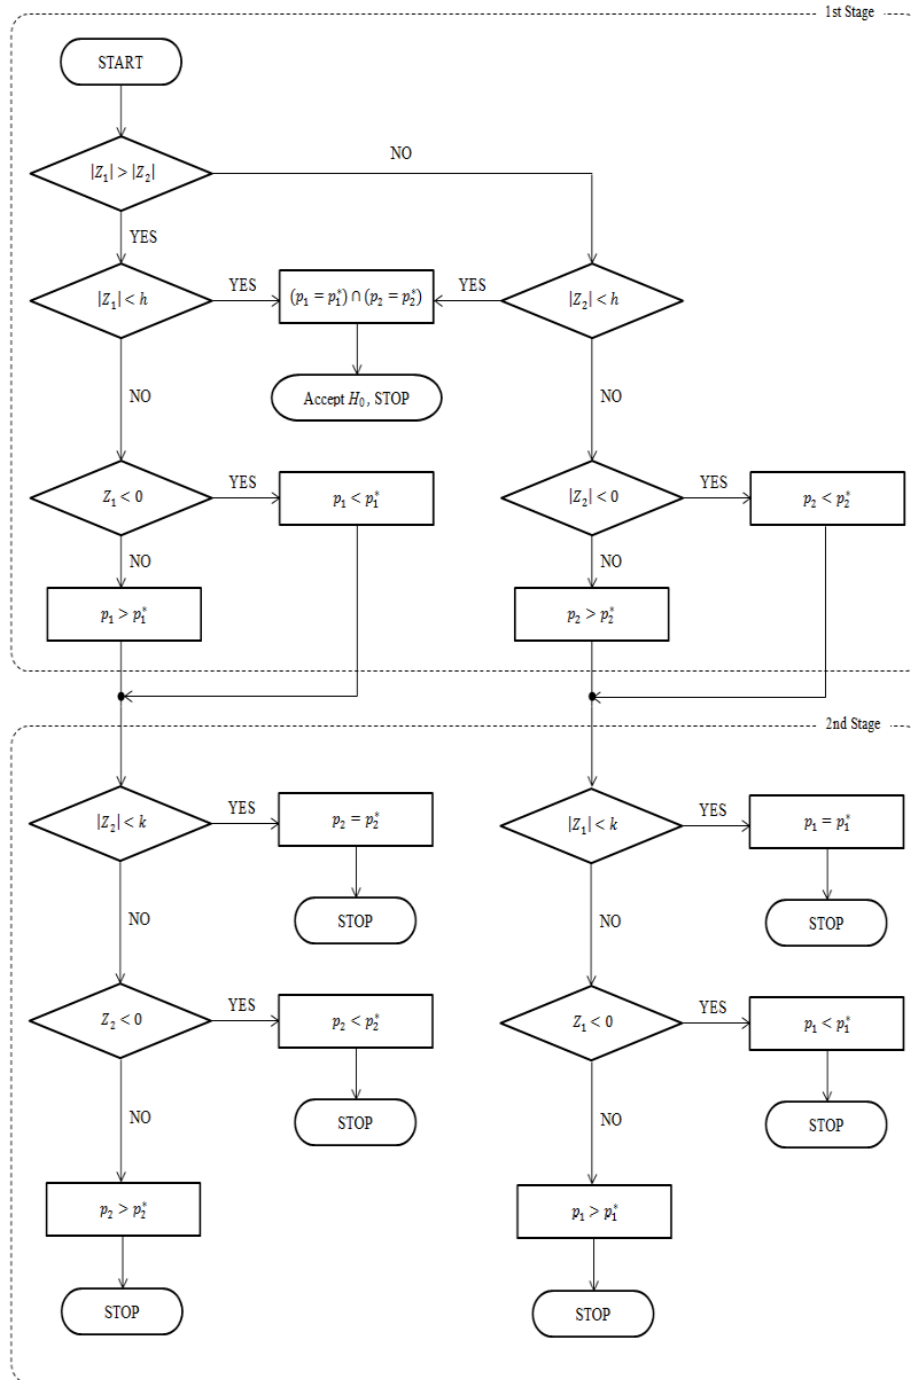 1st Stage
START
NO
|Z₁| > |Z₂|
YES
YES
YES
|Z₁| < h
(p₁ = p₁*) ∩ (p₂ = p₂*)
|Z₂| < h
NO
Accept H₀, STOP
NO
YES
YES
Z₁ < 0
p₁ < p₁*
|Z₂| < 0
p₂ < p₂*
NO
NO
p₁ > p₁*
p₂ > p₂*
2nd Stage
YES
YES
|Z₂| < k
p₂ = p₂*
|Z₁| < k
p₁ = p₁*
NO
STOP
NO
STOP
YES
YES
Z₂ < 0
p₂ < p₂*
Z₁ < 0
p₁ < p₁*
NO
STOP
NO
STOP
p₂ > p₂*
p₁ > p₁*
STOP
STOP